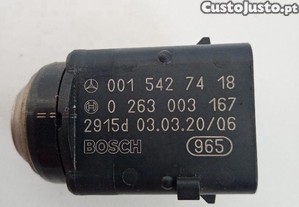 CustoJusto.pt
001 542 74 18
0 263 003 167
2915d 03.03.20/06
BOSCH 965